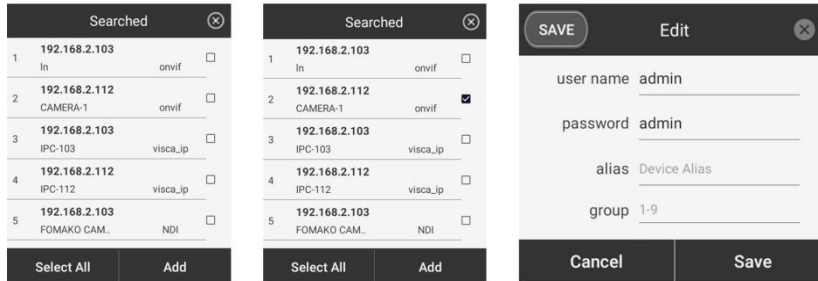 Searched
1 192.168.2.103
In onvif
2 192.168.2.112
CAMERA-1 onvif
3 192.168.2.103
IPC-103 visca_ip
4 192.168.2.112
IPC-112 visca_ip
5 192.168.2.103
FOMAKO CAM.. NDI
Select All Add
Searched
1 192.168.2.103
In onvif
2 192.168.2.112
CAMERA-1 onvif
3 192.168.2.103
IPC-103 visca_ip
4 192.168.2.112
IPC-112 visca_ip
5 192.168.2.103
FOMAKO CAM.. NDI
Select All Add
SAVE Edit
user name admin
password admin
alias Device Alias
group 1-9
Cancel Save